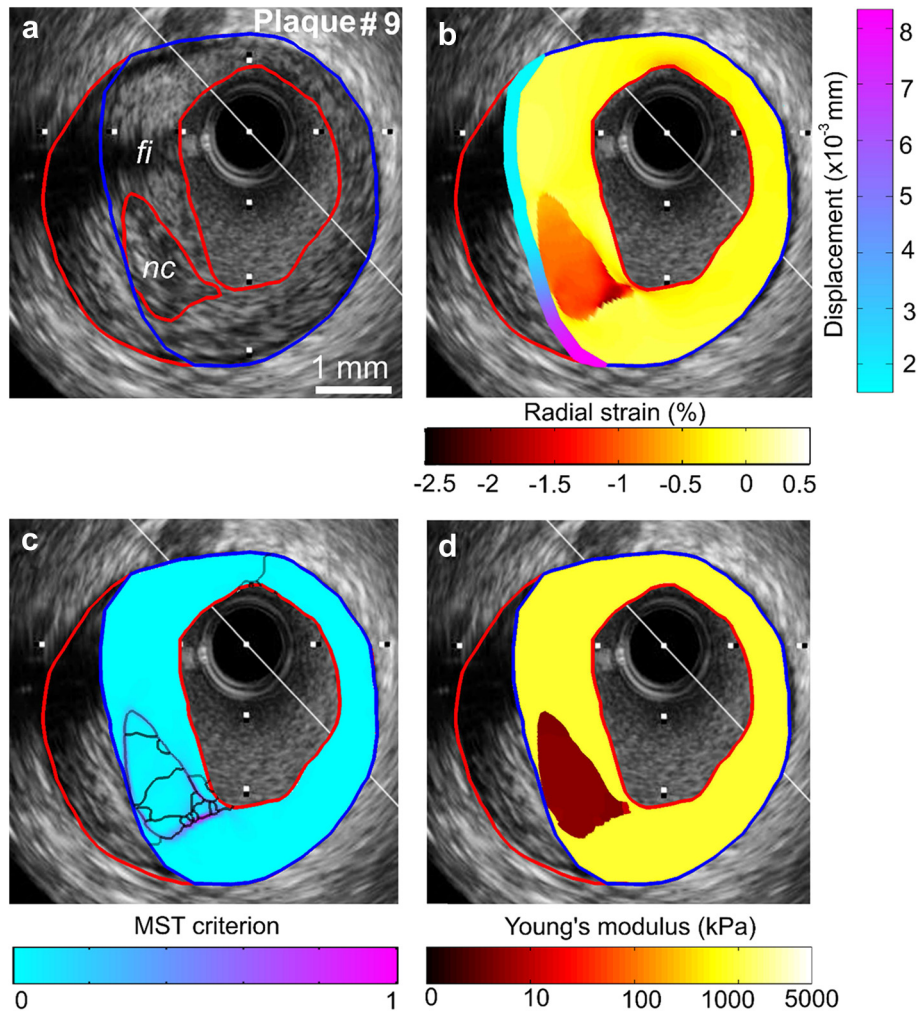 a
Plaque # 9
fi
nc
1 mm
b
Displacement (x10⁻³ mm)
8
7
6
5
4
3
2
Radial strain (%)
-2.5 -2 -1.5 -1 -0.5 0 0.5
c
d
MST criterion
0 1
Young's modulus (kPa)
0 10 100 1000 5000